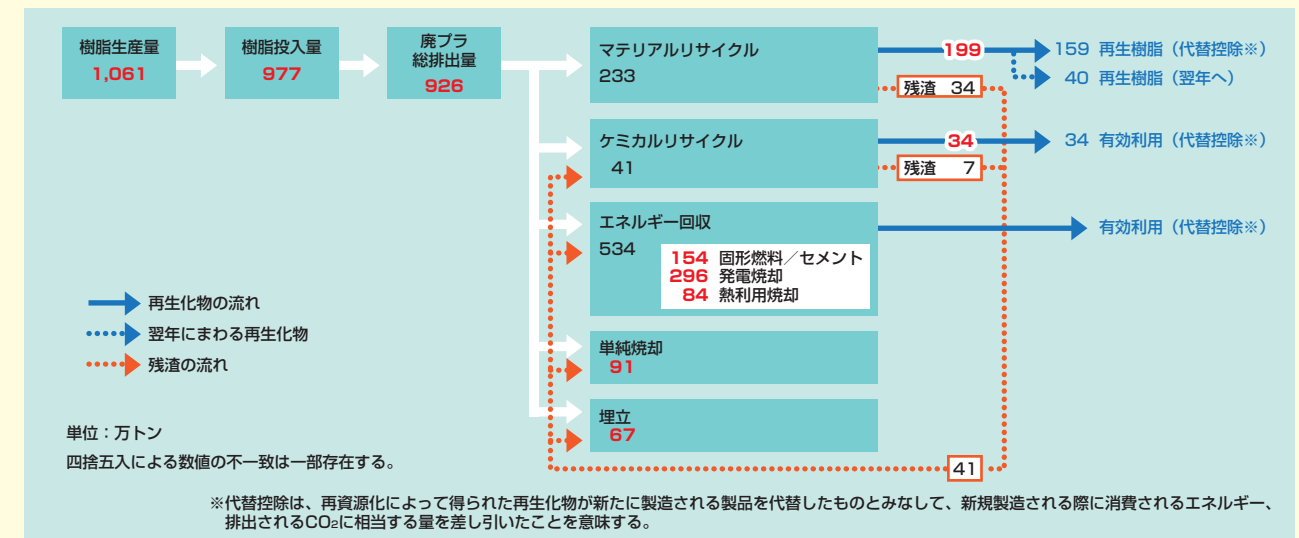 樹脂生産量
1,061
樹脂投入量
977
廃プラ
総排出量
926
マテリアルリサイクル
233
199
159 再生樹脂（代替控除※）
40 再生樹脂（翌年へ）
残渣 34
ケミカルリサイクル
41
34
34 有効利用（代替控除※）
残渣 7
エネルギー回収
534
154 固形燃料／セメント
296 発電焼却
84 熱利用焼却
有効利用（代替控除※）
再生化物の流れ
翌年にまわる再生化物
残渣の流れ
単純焼却
91
埋立
67
41
単位：万トン
四捨五入による数値の不一致は一部存在する。
※代替控除は、再資源化によって得られた再生化物が新たに製造される製品を代替したものとみなして、新規製造される際に消費されるエネルギー、
排出されるCO₂に相当する量を差し引いたことを意味する。